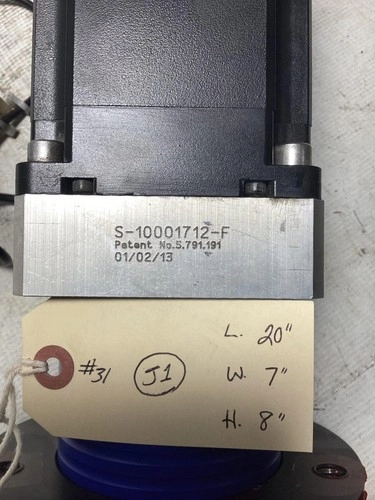 S-10001712-F
Patent No.5.791.191
01/02/13
#31 J1
L. 20"
W. 7"
H. 8"